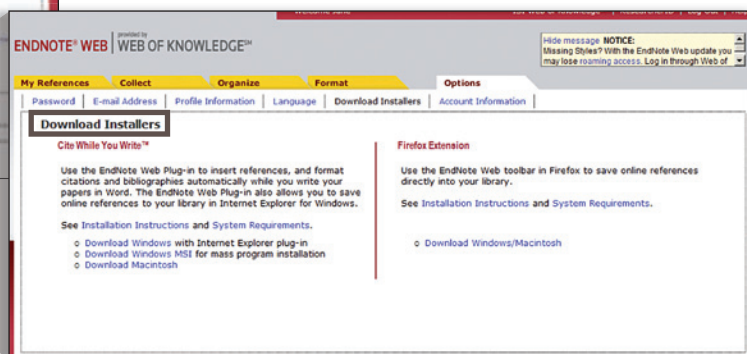 ENDNOTE® WEB
provided by
WEB OF KNOWLEDGE℠
Hide message NOTICE:
Missing Styles? With the EndNote Web update you
may lose roaming access. Log in through Web of
My References Collect Organize Format Options
Password | E-mail Address | Profile Information | Language | Download Installers | Account Information |
Download Installers
Cite While You Write™
Use the EndNote Web Plug-in to insert references, and format
citations and bibliographies automatically while you write your
papers in Word. The EndNote Web Plug-in also allows you to save
online references to your library in Internet Explorer for Windows.
See Installation Instructions and System Requirements.
Download Windows with Internet Explorer plug-in
Download Windows MSI for mass program installation
Download Macintosh
Firefox Extension
Use the EndNote Web toolbar in Firefox to save online references
directly into your library.
See Installation Instructions and System Requirements.
Download Windows/Macintosh